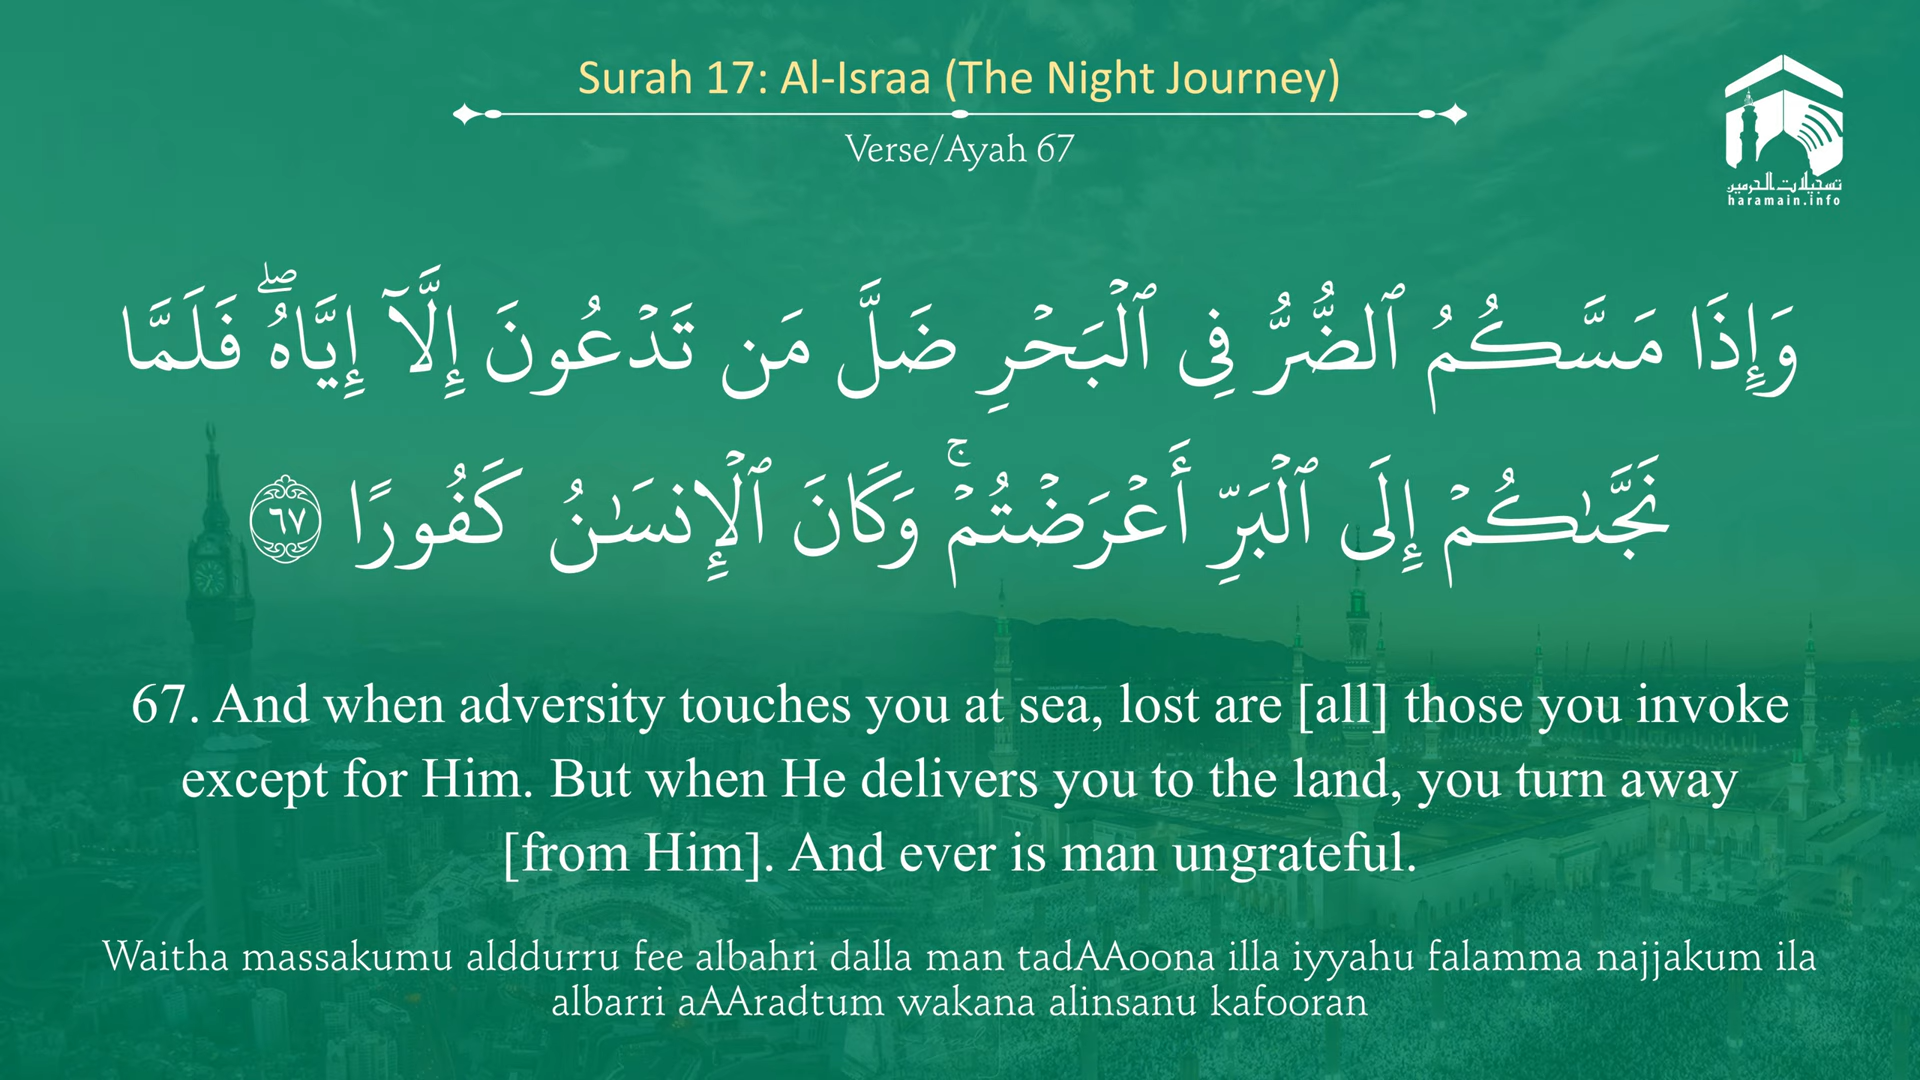 Surah 17: Al-Israa (The Night Journey)
Verse/Ayah 67
تسجيلات الحرمين
haramain.info
وَإِذَا مَسَّكُمُ ٱلضُّرُّ فِى ٱلْبَحْرِ ضَلَّ مَن تَدْعُونَ إِلَّآ إِيَّاهُ ۖ فَلَمَّا
نَجَّىٰكُمْ إِلَى ٱلْبَرِّ أَعْرَضْتُمْ ۚ وَكَانَ ٱلْإِنسَـٰنُ كَفُورًا ٦٧
67. And when adversity touches you at sea, lost are [all] those you invoke
except for Him. But when He delivers you to the land, you turn away
[from Him]. And ever is man ungrateful.
Waitha massakumu alddurru fee albahri dalla man tadAAoona illa iyyahu falamma najjakum ila
albarri aAAradtum wakana alinsanu kafooran